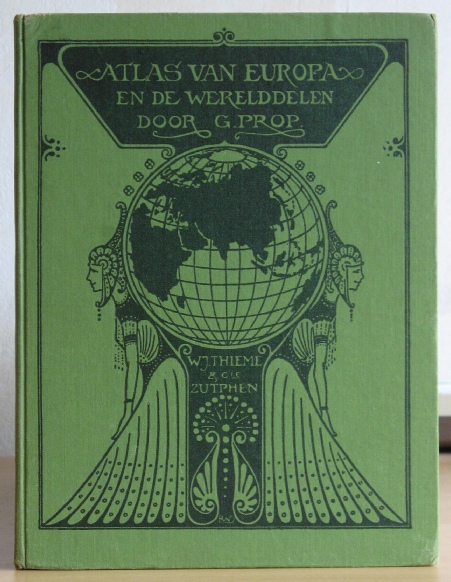 ATLAS VAN EUROPA
EN DE WERELDDELEN
DOOR G. PROP.
W.J. THIEME
& CIE
ZUTPHEN